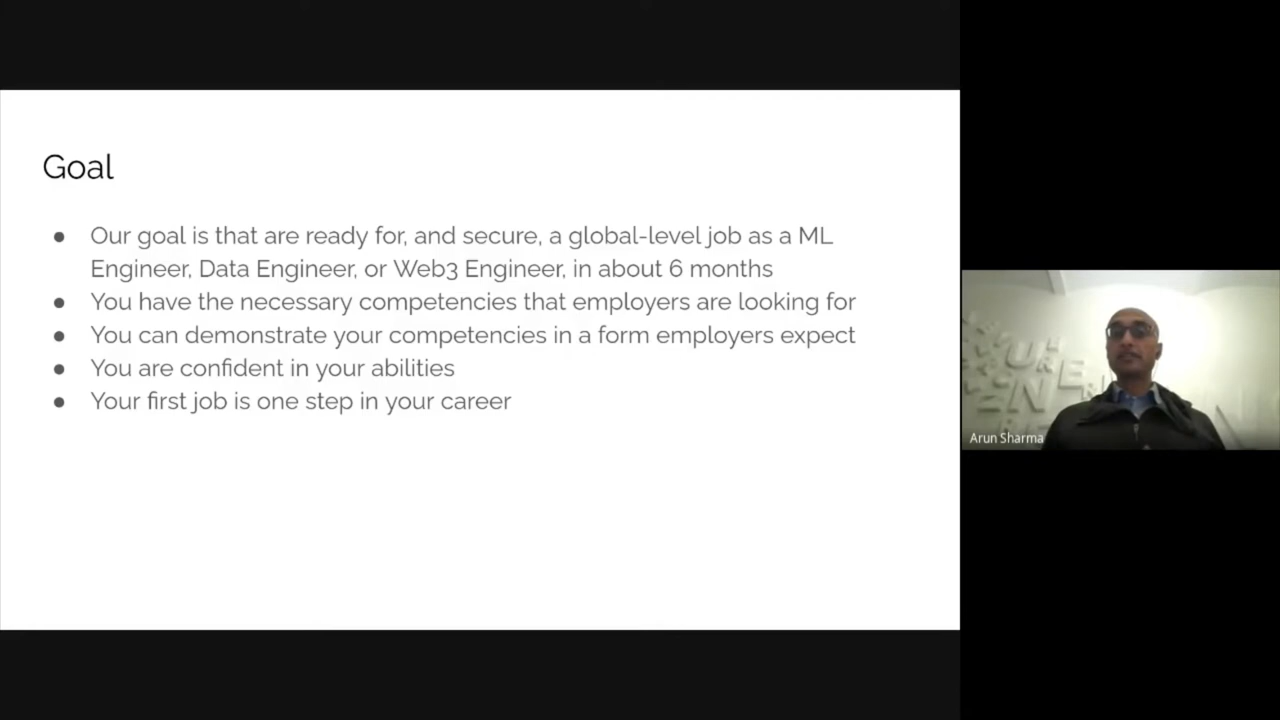 Goal
● Our goal is that are ready for, and secure, a global-level job as a ML
Engineer, Data Engineer, or Web3 Engineer, in about 6 months
● You have the necessary competencies that employers are looking for
● You can demonstrate your competencies in a form employers expect
● You are confident in your abilities
● Your first job is one step in your career
Arun Sharma